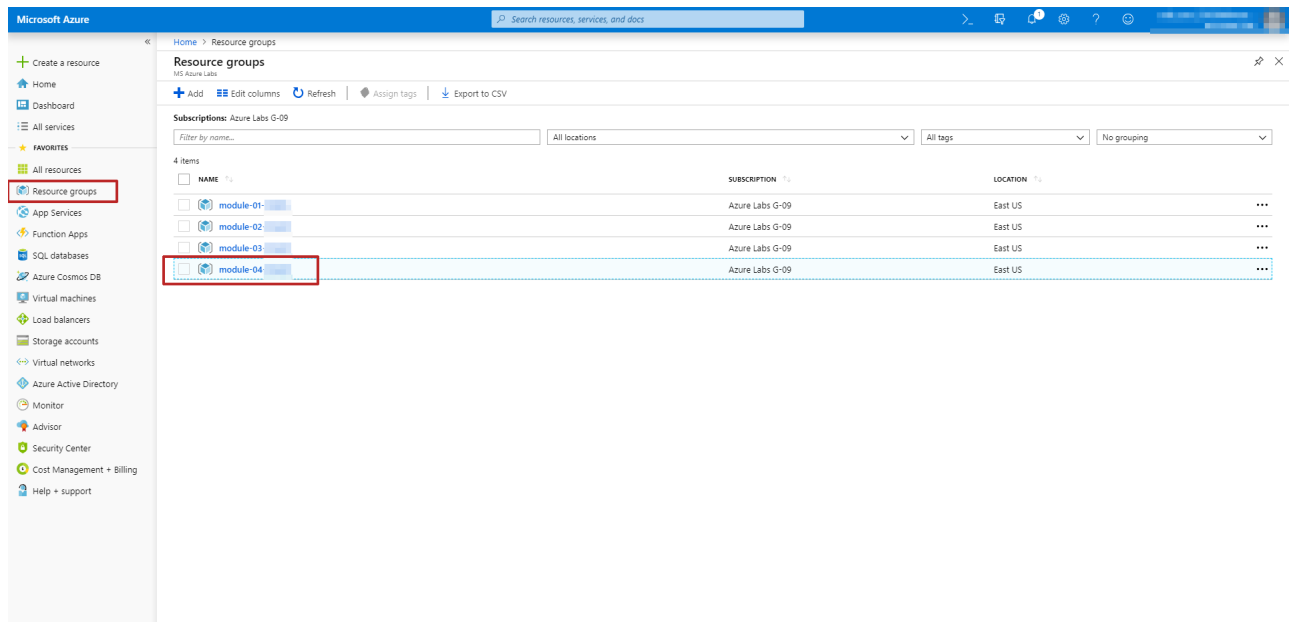 Microsoft Azure
Search resources, services, and docs
1
«
Home > Resource groups
Create a resource
Home
Dashboard
All services
FAVORITES
All resources
Resource groups
App Services
Function Apps
SQL databases
Azure Cosmos DB
Virtual machines
Load balancers
Storage accounts
Virtual networks
Azure Active Directory
Monitor
Advisor
Security Center
Cost Management + Billing
Help + support
Resource groups
MS Azure Labs
Add Edit columns Refresh Assign tags Export to CSV
Subscriptions: Azure Labs G-09
Filter by name... All locations All tags No grouping
4 items
NAME SUBSCRIPTION LOCATION
module-01- Azure Labs G-09 East US
module-02- Azure Labs G-09 East US
module-03- Azure Labs G-09 East US
module-04- Azure Labs G-09 East US